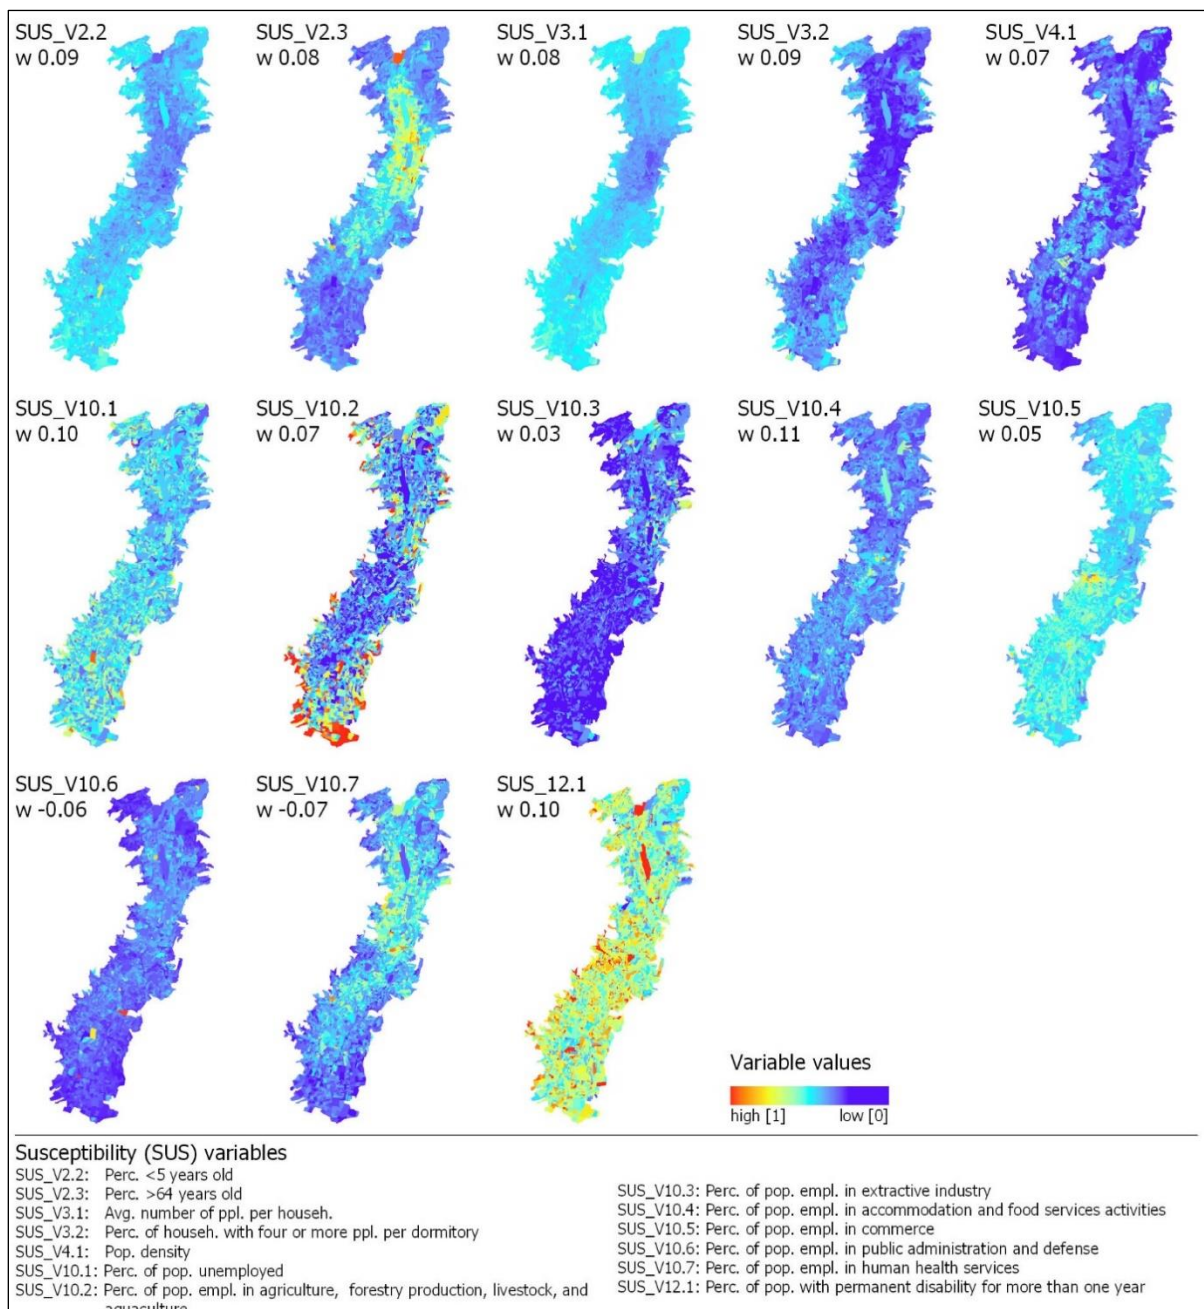 SUS_V2.2
w 0.09
SUS_V2.3
w 0.08
SUS_V3.1
w 0.08
SUS_V3.2
w 0.09
SUS_V4.1
w 0.07
SUS_V10.1
w 0.10
SUS_V10.2
w 0.07
SUS_V10.3
w 0.03
SUS_V10.4
w 0.11
SUS_V10.5
w 0.05
SUS_V10.6
w -0.06
SUS_V10.7
w -0.07
SUS_12.1
w 0.10
Variable values
high [1] low [0]
Susceptibility (SUS) variables
SUS_V2.2: Perc. <5 years old
SUS_V2.3: Perc. >64 years old
SUS_V3.1: Avg. number of ppl. per househ.
SUS_V3.2: Perc. of househ. with four or more ppl. per dormitory
SUS_V4.1: Pop. density
SUS_V10.1: Perc. of pop. unemployed
SUS_V10.2: Perc. of pop. empl. in agriculture, forestry production, livestock, and
aquaculture
SUS_V10.3: Perc. of pop. empl. in extractive industry
SUS_V10.4: Perc. of pop. empl. in accommodation and food services activities
SUS_V10.5: Perc. of pop. empl. in commerce
SUS_V10.6: Perc. of pop. empl. in public administration and defense
SUS_V10.7: Perc. of pop. empl. in human health services
SUS_V12.1: Perc. of pop. with permanent disability for more than one year